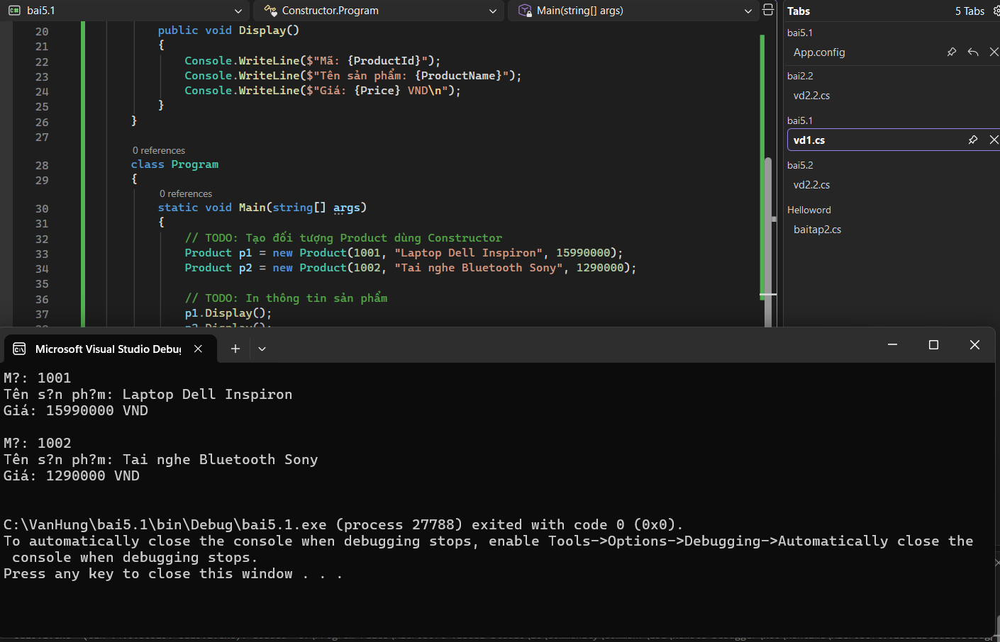 bai5.1
Constructor.Program
Main(string[] args)
Tabs
5 Tabs
20 public void Display()
21 {
22 Console.WriteLine($"Mã: {ProductId}");
23 Console.WriteLine($"Tên sản phẩm: {ProductName}");
24 Console.WriteLine($"Giá: {Price} VND\n");
25 }
26 }
27
0 references
28 class Program
29 {
0 references
30 static void Main(string[] args)
31 {
32 // TODO: Tạo đối tượng Product dùng Constructor
33 Product p1 = new Product(1001, "Laptop Dell Inspiron", 15990000);
34 Product p2 = new Product(1002, "Tai nghe Bluetooth Sony", 1290000);
35
36 // TODO: In thông tin sản phẩm
37 p1.Display();
38 p2.Display();
bai5.1
App.config
bai2.2
vd2.2.cs
bai5.1
vd1.cs
bai5.2
vd2.2.cs
Helloword
baitap2.cs
Microsoft Visual Studio Debug
M?: 1001
Tên s?n ph?m: Laptop Dell Inspiron
Giá: 15990000 VND
M?: 1002
Tên s?n ph?m: Tai nghe Bluetooth Sony
Giá: 1290000 VND
C:\VanHung\bai5.1\bin\Debug\bai5.1.exe (process 27788) exited with code 0 (0x0).
To automatically close the console when debugging stops, enable Tools->Options->Debugging->Automatically close the
console when debugging stops.
Press any key to close this window . . .